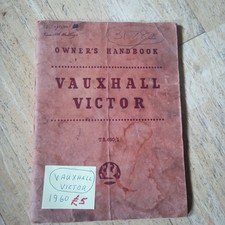 OWNER'S HANDBOOK
VAUXHALL
VICTOR
VAUXHALL
VICTOR
1960 £5